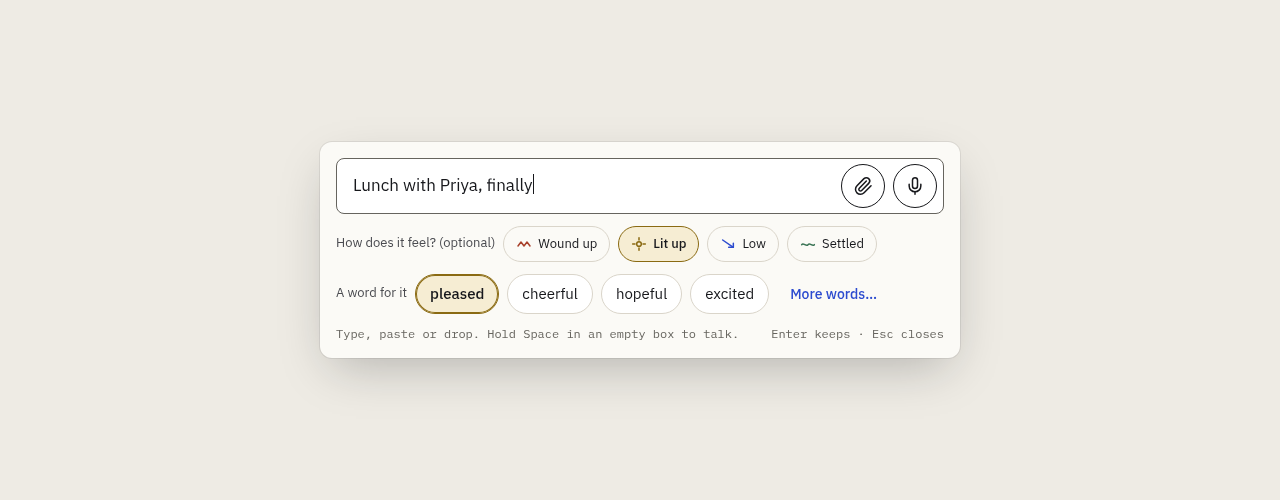 Lunch with Priya, finally
How does it feel? (optional) Wound up Lit up Low Settled
A word for it pleased cheerful hopeful excited More words...
Type, paste or drop. Hold Space in an empty box to talk. Enter keeps · Esc closes